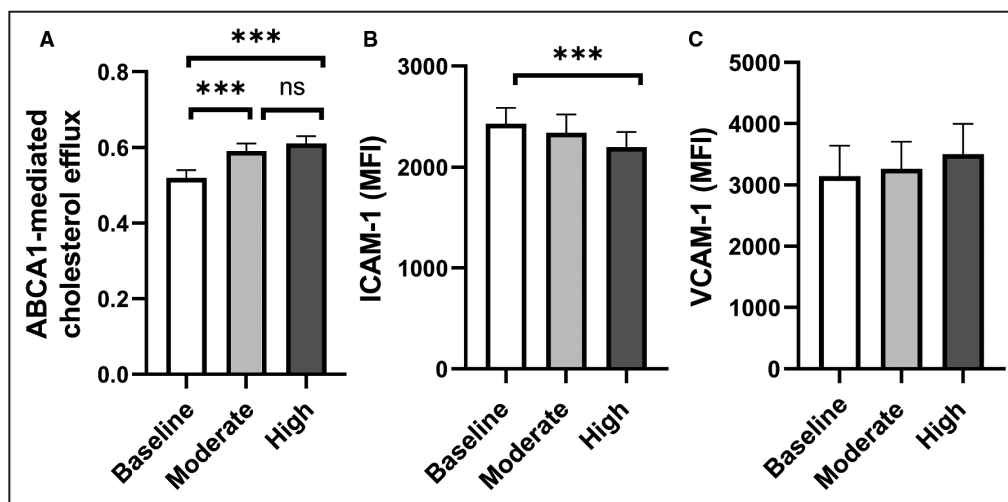 A
***
***
ns
0.8
0.6
0.4
0.2
0.0
ABCA1-mediated
cholesterol efflux
Baseline
Moderate
High
B
***
3000
2000
1000
0
ICAM-1 (MFI)
Baseline
Moderate
High
C
5000
4000
3000
2000
1000
0
VCAM-1 (MFI)
Baseline
Moderate
High